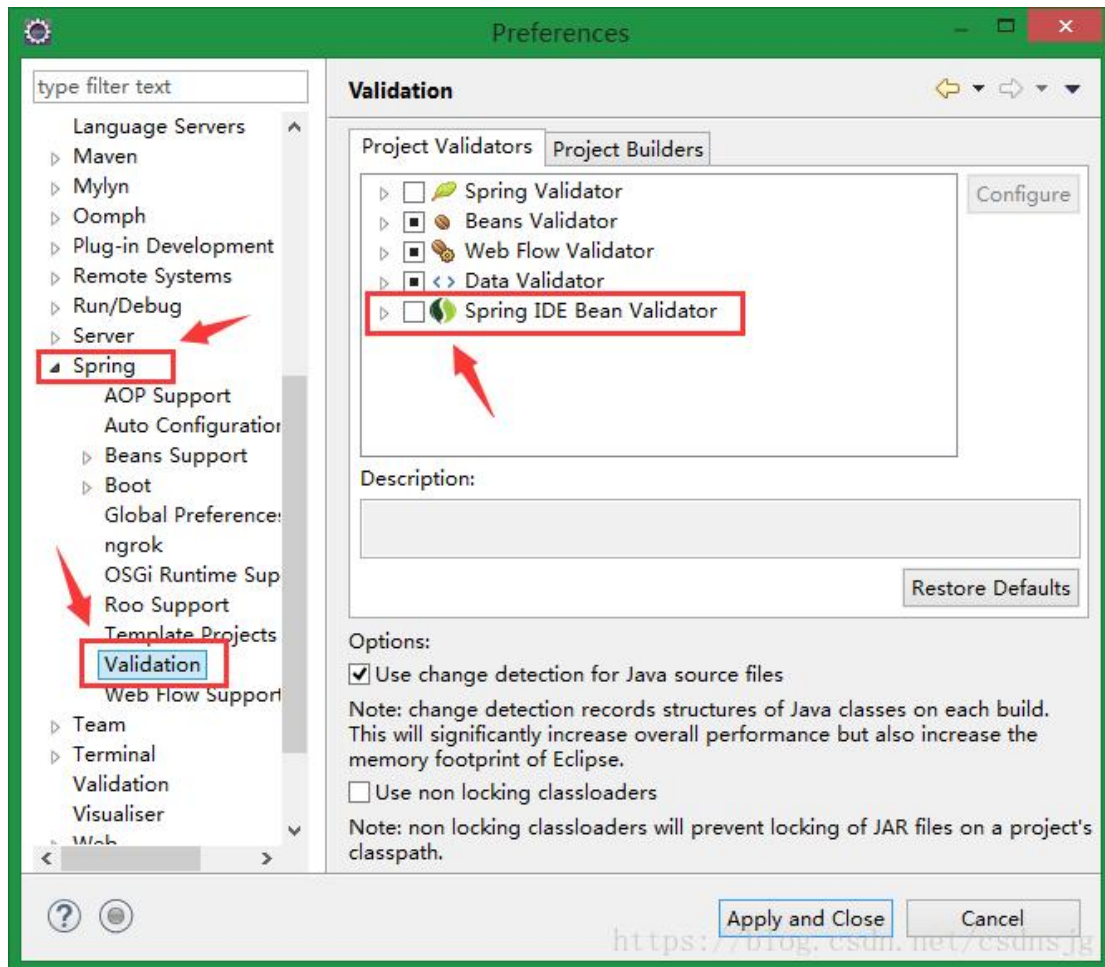 Preferences
type filter text
Language Servers
Maven
Mylyn
Oomph
Plug-in Development
Remote Systems
Run/Debug
Server
Spring
AOP Support
Auto Configuration
Beans Support
Boot
Global Preferences
ngrok
OSGi Runtime Sup
Roo Support
Template Projects
Validation
Web Flow Support
Team
Terminal
Validation
Visualiser
Web
Validation
Project Validators
Project Builders
Spring Validator
Beans Validator
Web Flow Validator
Data Validator
Spring IDE Bean Validator
Configure
Description:
Restore Defaults
Options:
Use change detection for Java source files
Note: change detection records structures of Java classes on each build.
This will significantly increase overall performance but also increase the
memory footprint of Eclipse.
Use non locking classloaders
Note: non locking classloaders will prevent locking of JAR files on a project's
classpath.
Apply and Close
Cancel
https://blog.csdn.net/csdnsjg